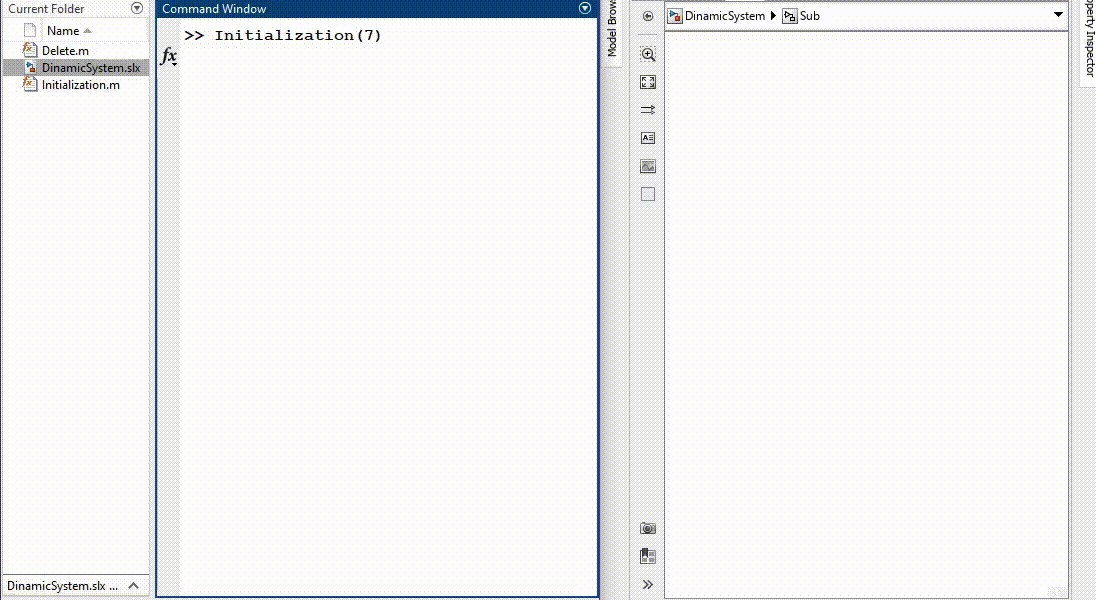 Current Folder
Name
Delete.m
DinamicSystem.slx
Initialization.m
DinamicSystem.slx ...
Command Window
>> Initialization(7)
fx
Model Brow
DinamicSystem
Sub
operty Inspector